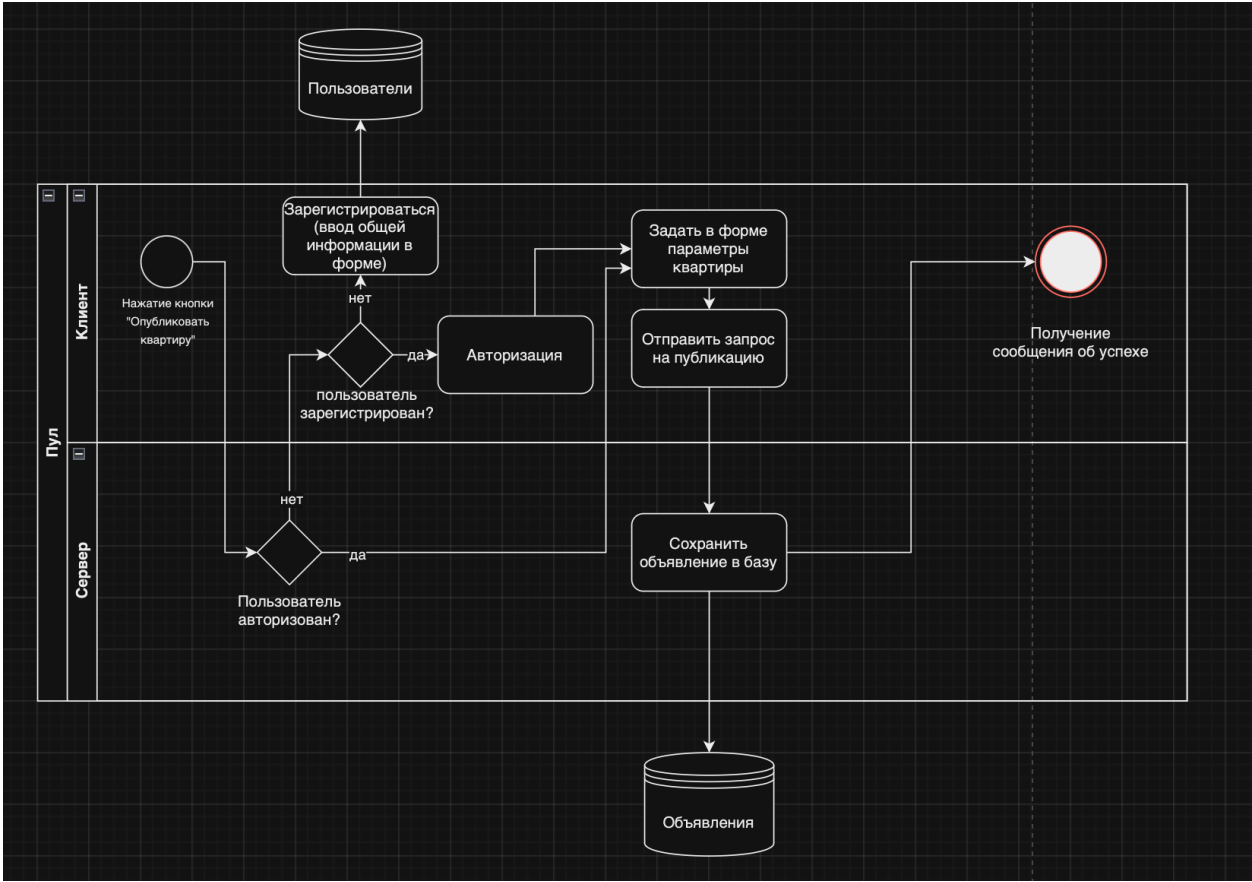 Пользователи
Пул
Клиент
Нажатие кнопки
"Опубликовать
квартиру"
Зарегистрироваться
(ввод общей
информации в
форме)
нет
пользователь
зарегистрирован?
да
Авторизация
Задать в форме
параметры
квартиры
Отправить запрос
на публикацию
Получение
сообщения об успехе
Сервер
нет
да
Пользователь
авторизован?
Сохранить
объявление в базу
Объявления